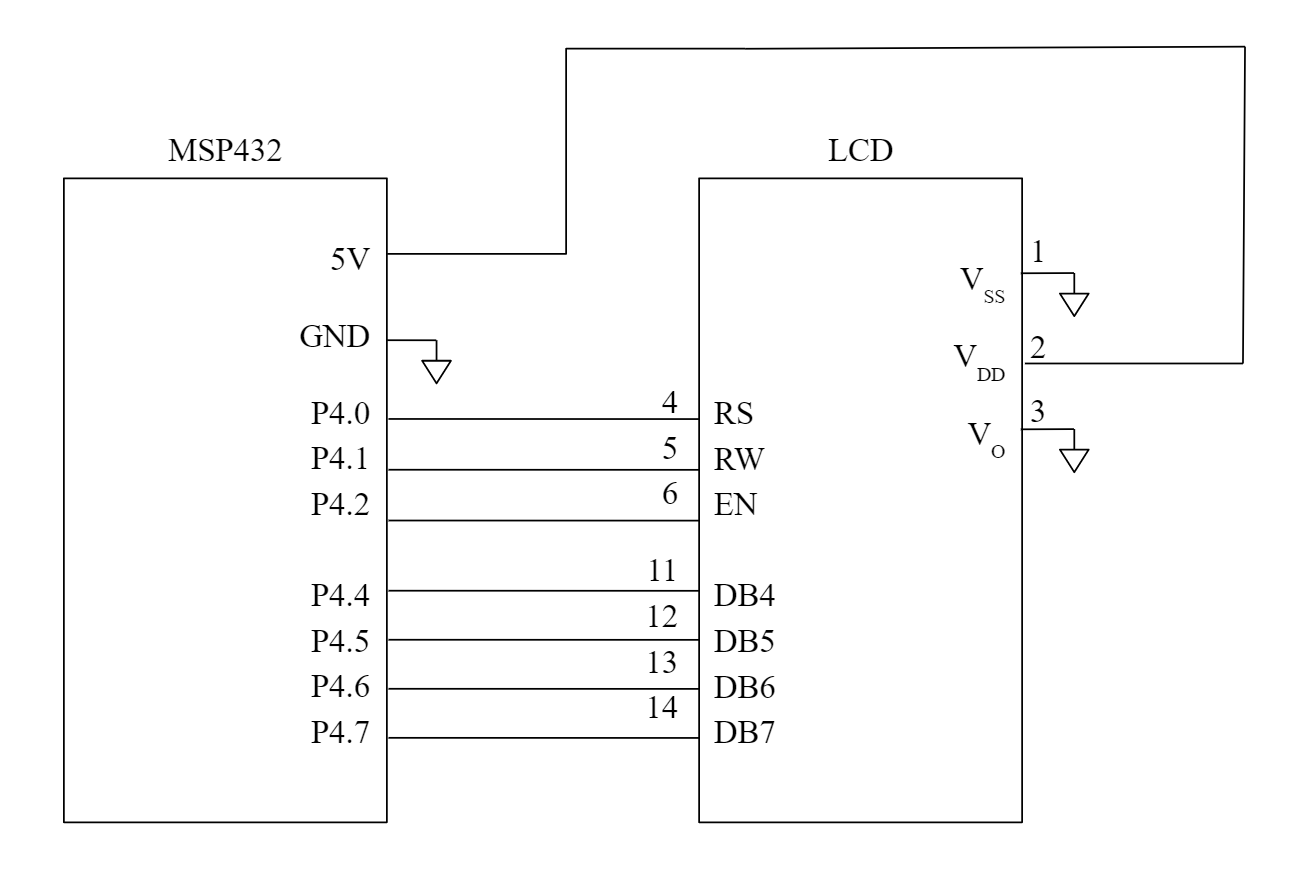 MSP432
LCD
5V
GND
P4.0
P4.1
P4.2
P4.4
P4.5
P4.6
P4.7
4
5
6
11
12
13
14
RS
RW
EN
DB4
DB5
DB6
DB7
VSS
VDD
VO
1
2
3